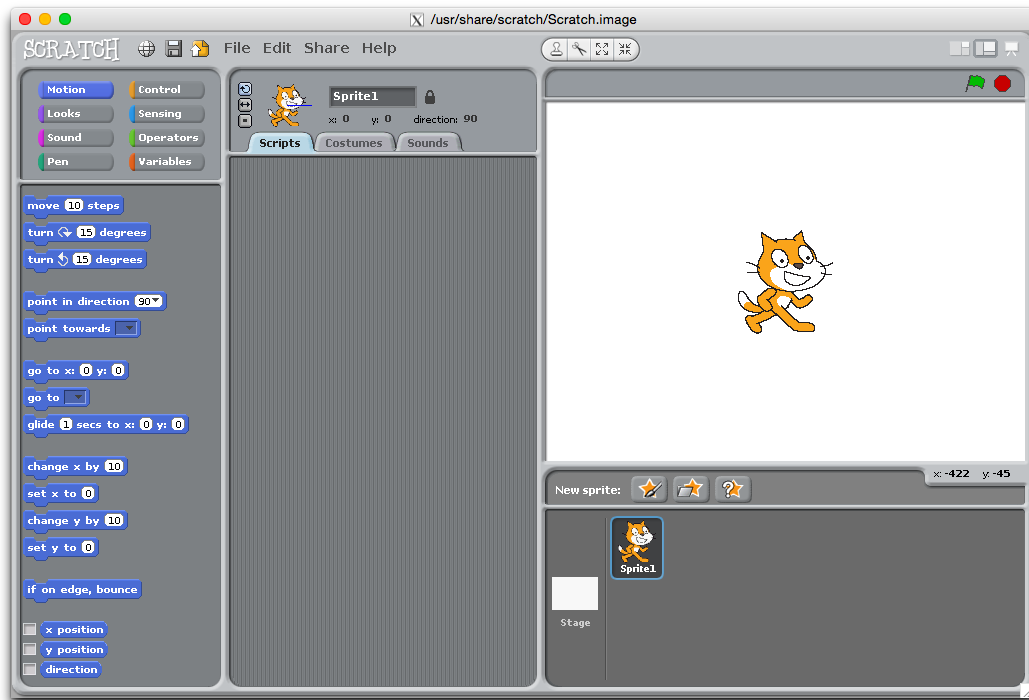 X /usr/share/scratch/Scratch.image
SCRATCH File Edit Share Help
Motion Control
Looks Sensing
Sound Operators
Pen Variables
move 10 steps
turn 15 degrees
turn 15 degrees
point in direction 90
point towards
go to x: 0 y: 0
go to
glide 1 secs to x: 0 y: 0
change x by 10
set x to 0
change y by 10
set y to 0
if on edge, bounce
x position
y position
direction
Sprite1
x: 0 y: 0 direction: 90
Scripts Costumes Sounds
x: -422 y: -45
New sprite:
Sprite1
Stage